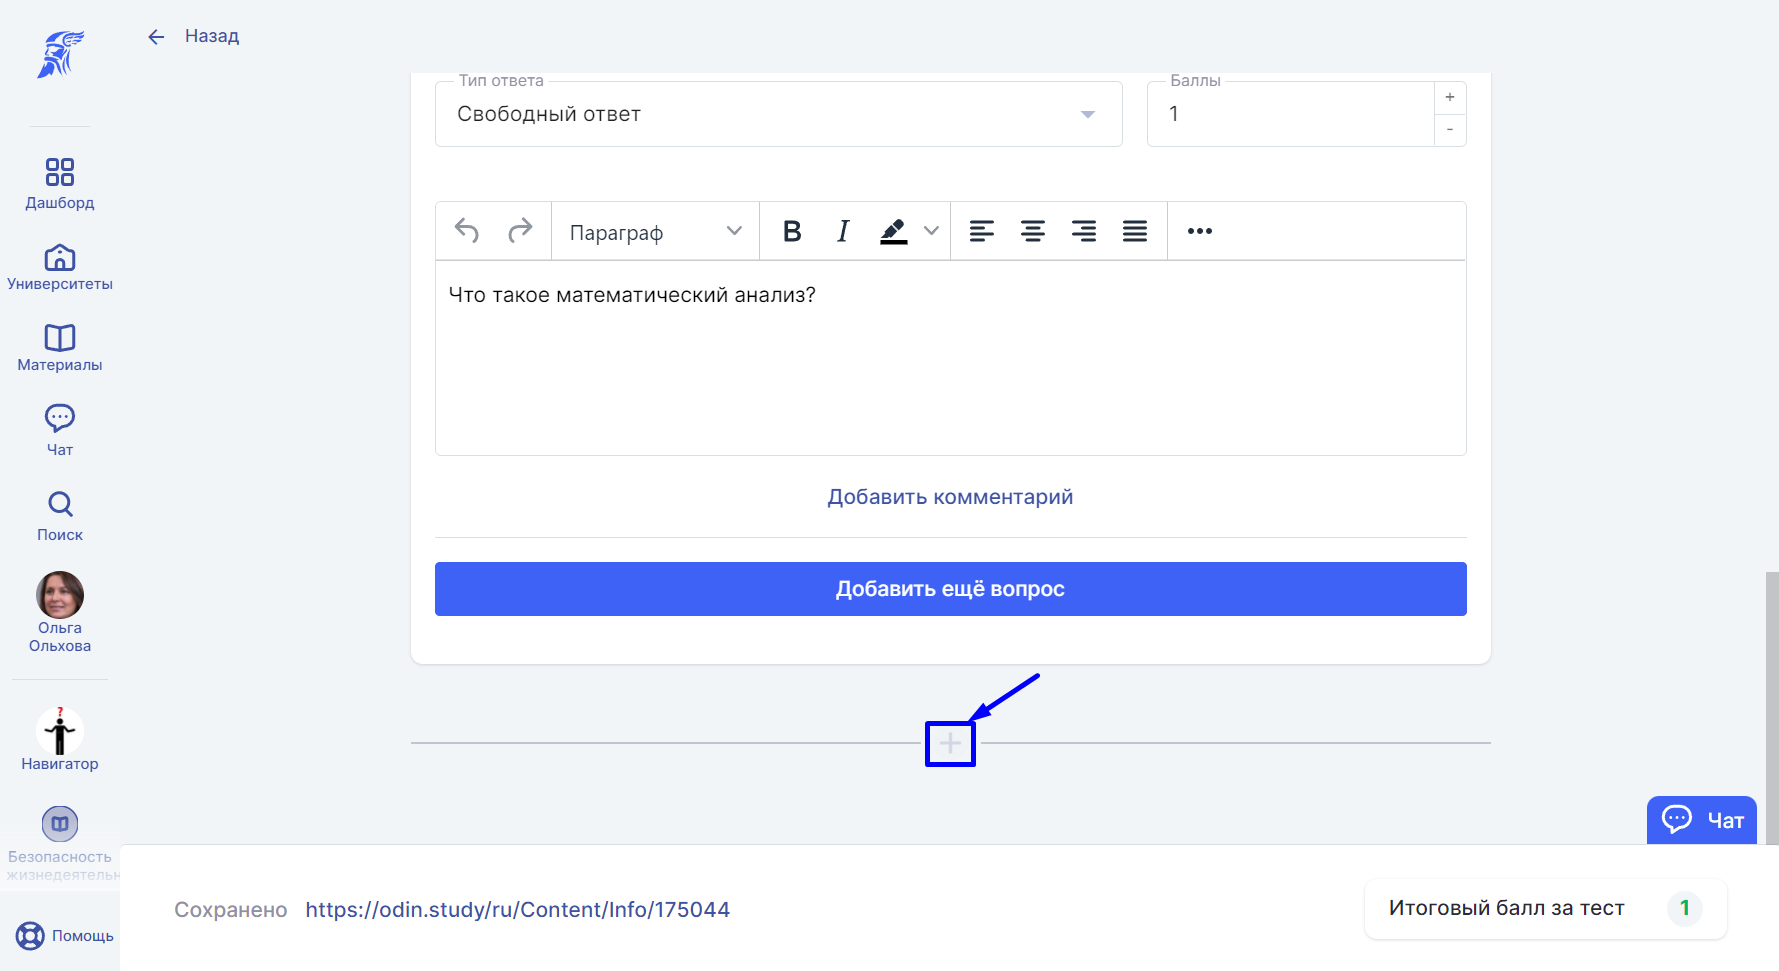 Назад
Тип ответа
Свободный ответ
Баллы
1
+
-
Дашборд
Университеты
Материалы
Чат
Поиск
Ольга
Ольхова
?
Навигатор
Безопасность
жизнедеятельн
Помощь
Параграф
B
I
Что такое математический анализ?
Добавить комментарий
Добавить ещё вопрос
+
Чат
Сохранено https://odin.study/ru/Content/Info/175044
Итоговый балл за тест 1